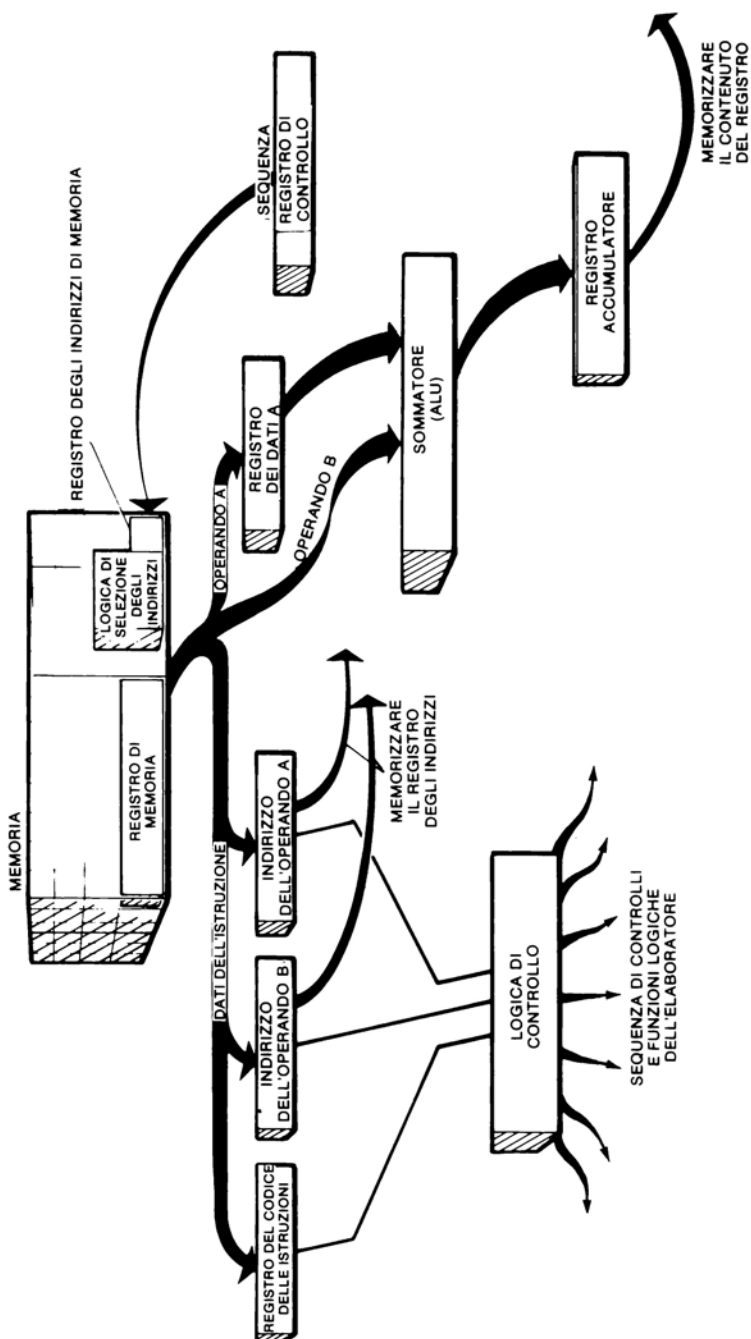 MEMORIA
REGISTRO DI
MEMORIA
LOGICA DI
SELEZIONE
DEGLI
INDIRIZZI
REGISTRO DEGLI INDIRIZZI DI MEMORIA
SEQUENZA
REGISTRO DI
CONTROLLO
DATI DELL'ISTRUZIONE
OPERANDO A
OPERANDO B
REGISTRO DEL CODICE
DELLE ISTRUZIONI
INDIRIZZO
DELL'OPERANDO B
INDIRIZZO
DELL'OPERANDO A
REGISTRO
DEI DATI A
MEMORIZZARE
IL REGISTRO
DEGLI INDIRIZZI
SOMMATORE
(ALU)
LOGICA DI
CONTROLLO
REGISTRO
ACCUMULATORE
SEQUENZA DI CONTROLLI
E FUNZIONI LOGICHE
DELL'ELABORATORE
MEMORIZZARE
IL CONTENUTO
DEL REGISTRO